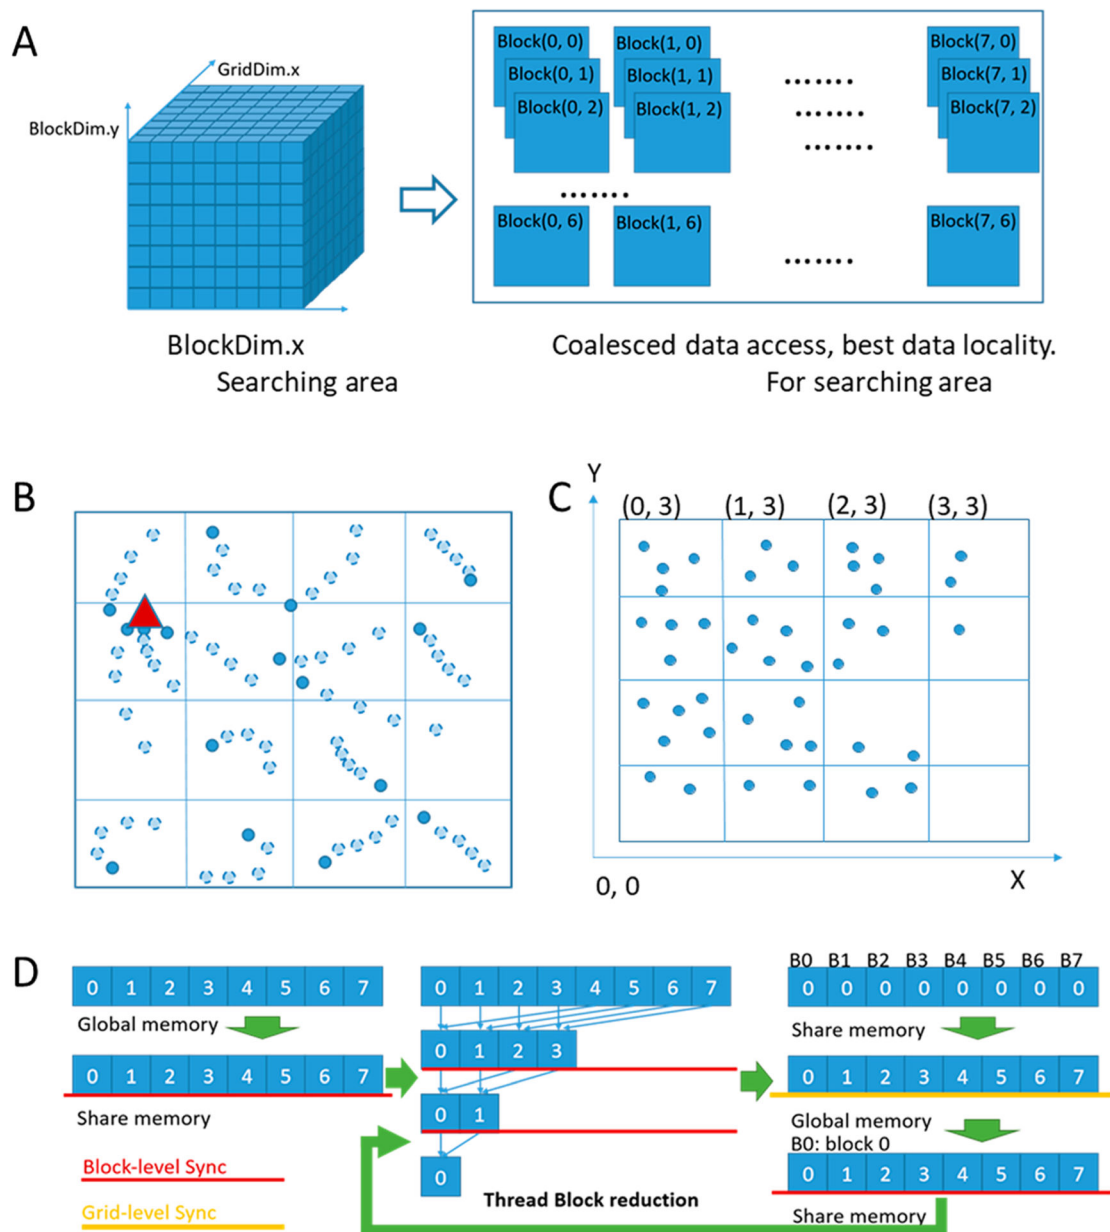 A
GridDim.x
BlockDim.y
BlockDim.x
Searching area
Block(0, 0)
Block(1, 0)
Block(7, 0)
Block(0, 1)
Block(1, 1)
Block(7, 1)
Block(0, 2)
Block(1, 2)
Block(7, 2)
.......
.......
.......
.......
Block(0, 6)
Block(1, 6)
Block(7, 6)
.......
Coalesced data access, best data locality.
For searching area
B
C
Y
(0, 3) (1, 3) (2, 3) (3, 3)
0, 0
X
D
0 1 2 3 4 5 6 7
Global memory
0 1 2 3 4 5 6 7
Share memory
Block-level Sync
Grid-level Sync
0 1 2 3 4 5 6 7
0 1 2 3
0 1
0
Thread Block reduction
B0 B1 B2 B3 B4 B5 B6 B7
0 0 0 0 0 0 0 0
Share memory
0 1 2 3 4 5 6 7
Global memory
B0: block 0
0 1 2 3 4 5 6 7
Share memory